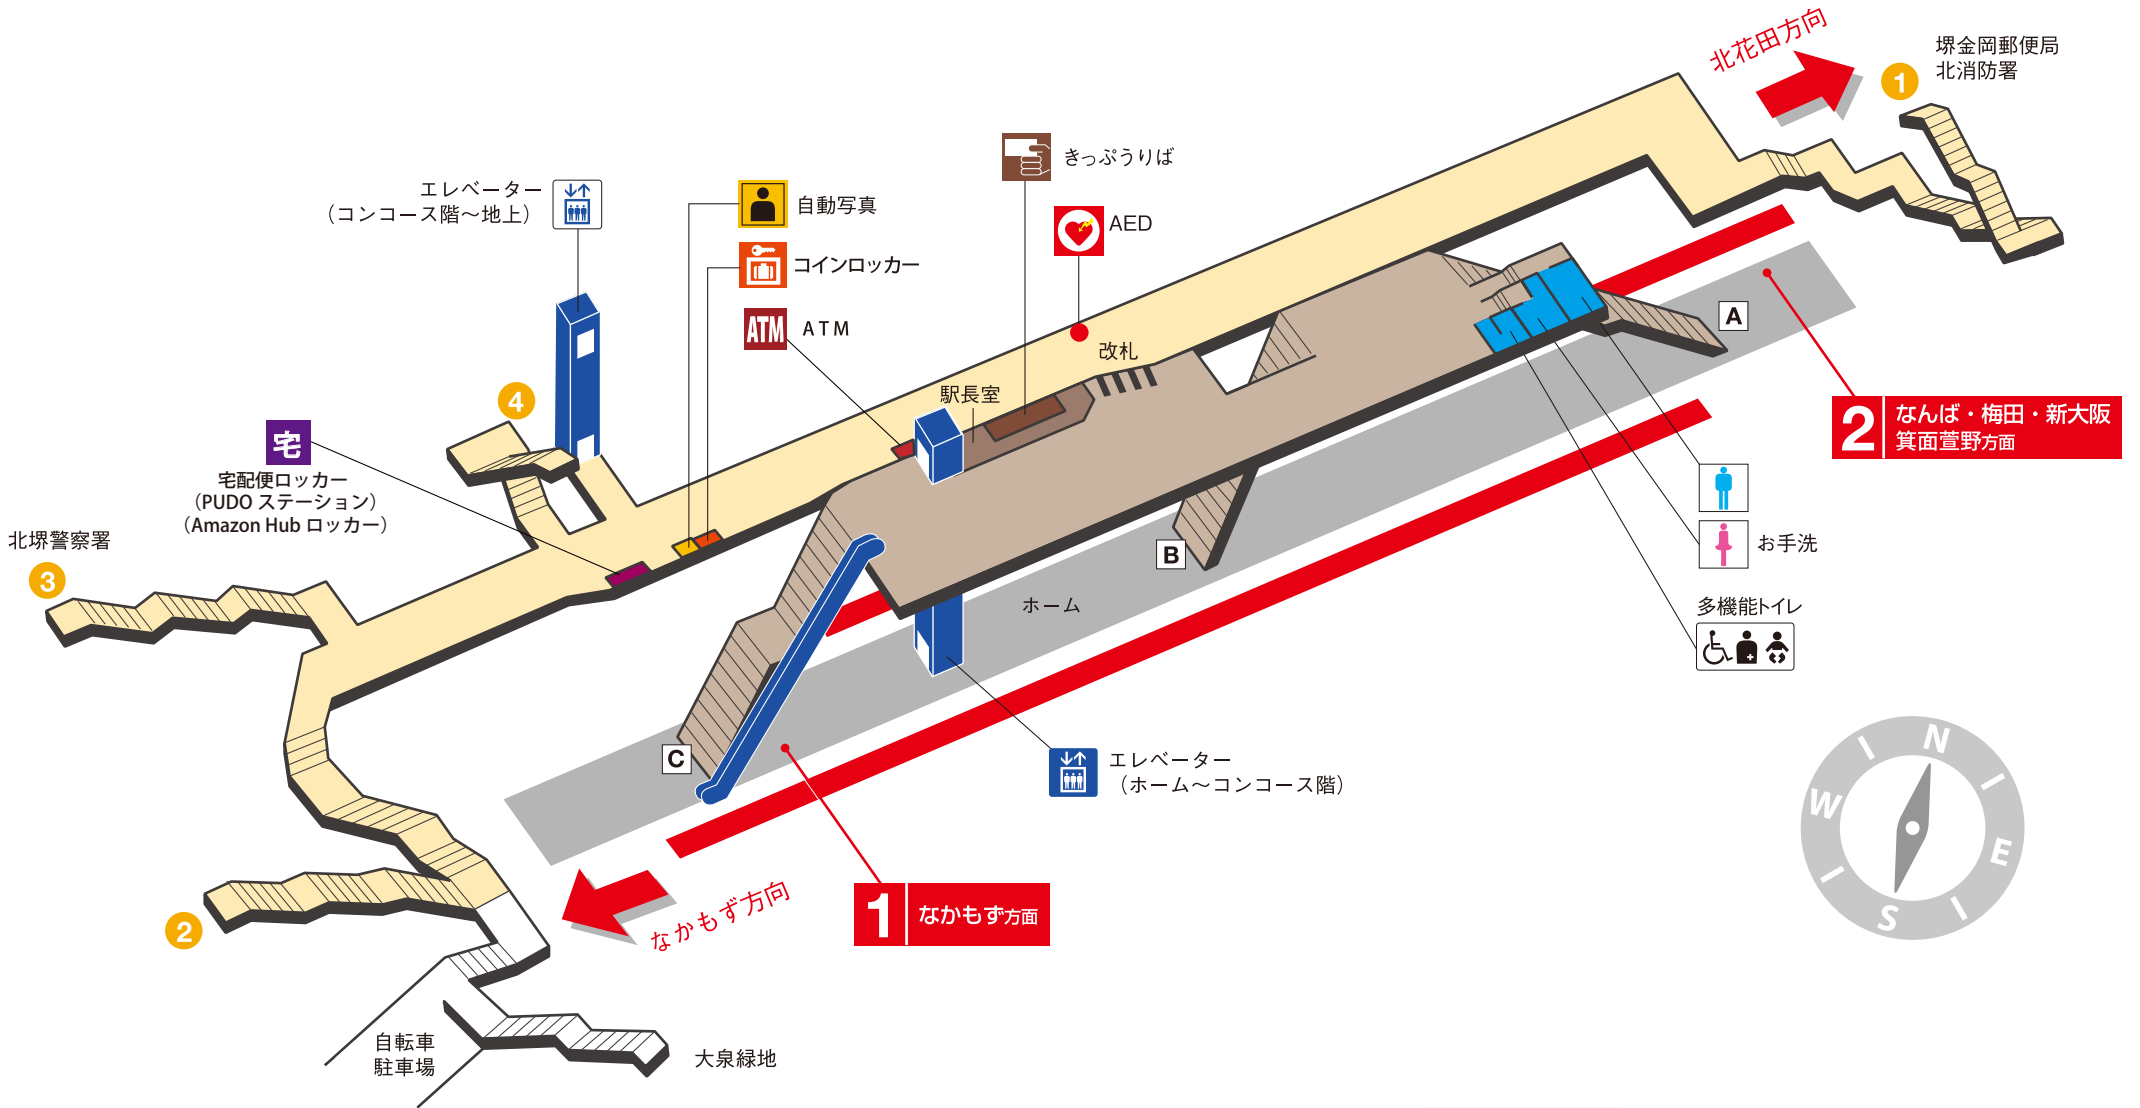 北花田方向
1
堺金岡郵便局
北消防署
きっぷうりば
エレベーター
（コンコース階～地上）
自動写真
AED
コインロッカー
ATM
ATM
改札
A
駅長室
4
宅
宅配便ロッカー
（PUDO ステーション）
（Amazon Hub ロッカー）
2
なんば・梅田・新大阪
箕面萱野方面
北堺警察署
3
B
お手洗
ホーム
多機能トイレ
C
エレベーター
（ホーム～コンコース階）
なかもず方向
1
なかもず方面
2
自転車
駐車場
大泉緑地
N
E
S
W